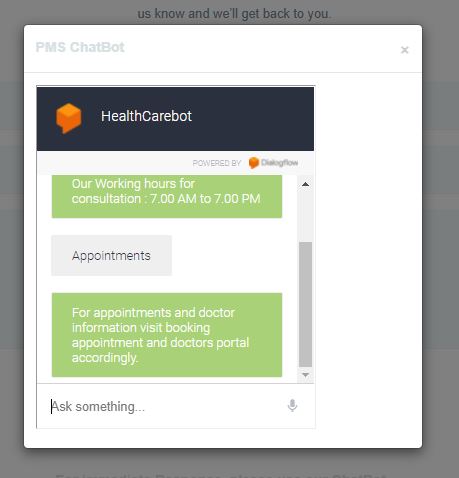 us know and we'll get back to you.
PMS ChatBot
×
HealthCarebot
POWERED BY Dialogflow
Our Working hours for
consultation : 7.00 AM to 7.00 PM
Appointments
For appointments and doctor
information visit booking
appointment and doctors portal
accordingly.
Ask something...